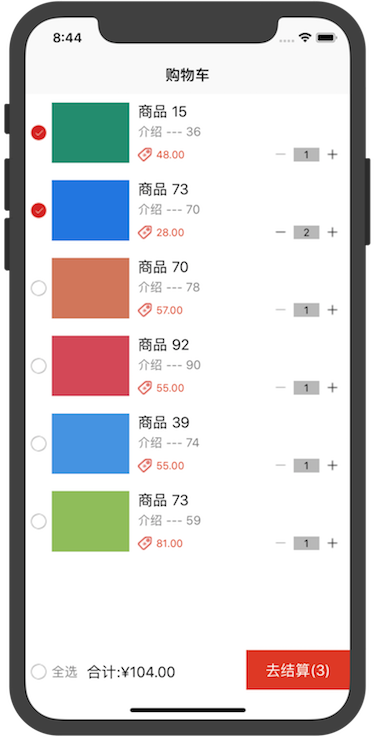 8:44
购物车
商品 15
介绍 --- 36
48.00
1
商品 73
介绍 --- 70
28.00
2
商品 70
介绍 --- 78
57.00
1
商品 92
介绍 --- 90
55.00
1
商品 39
介绍 --- 74
55.00
1
商品 73
介绍 --- 59
81.00
1
全选 合计:¥104.00 去结算(3)